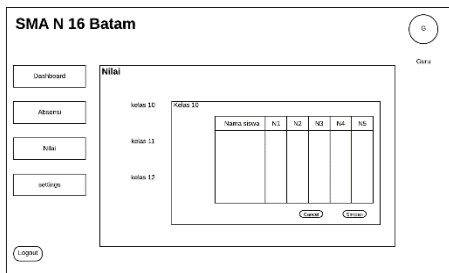 SMA N 16 Batam
G
Guru
Dashboard
Absensi
Nilai
settings
Logout
Nilai
kelas 10
kelas 11
kelas 12
Kelas 10
Nama siswa N1 N2 N3 N4 N5
Cancel Simpan